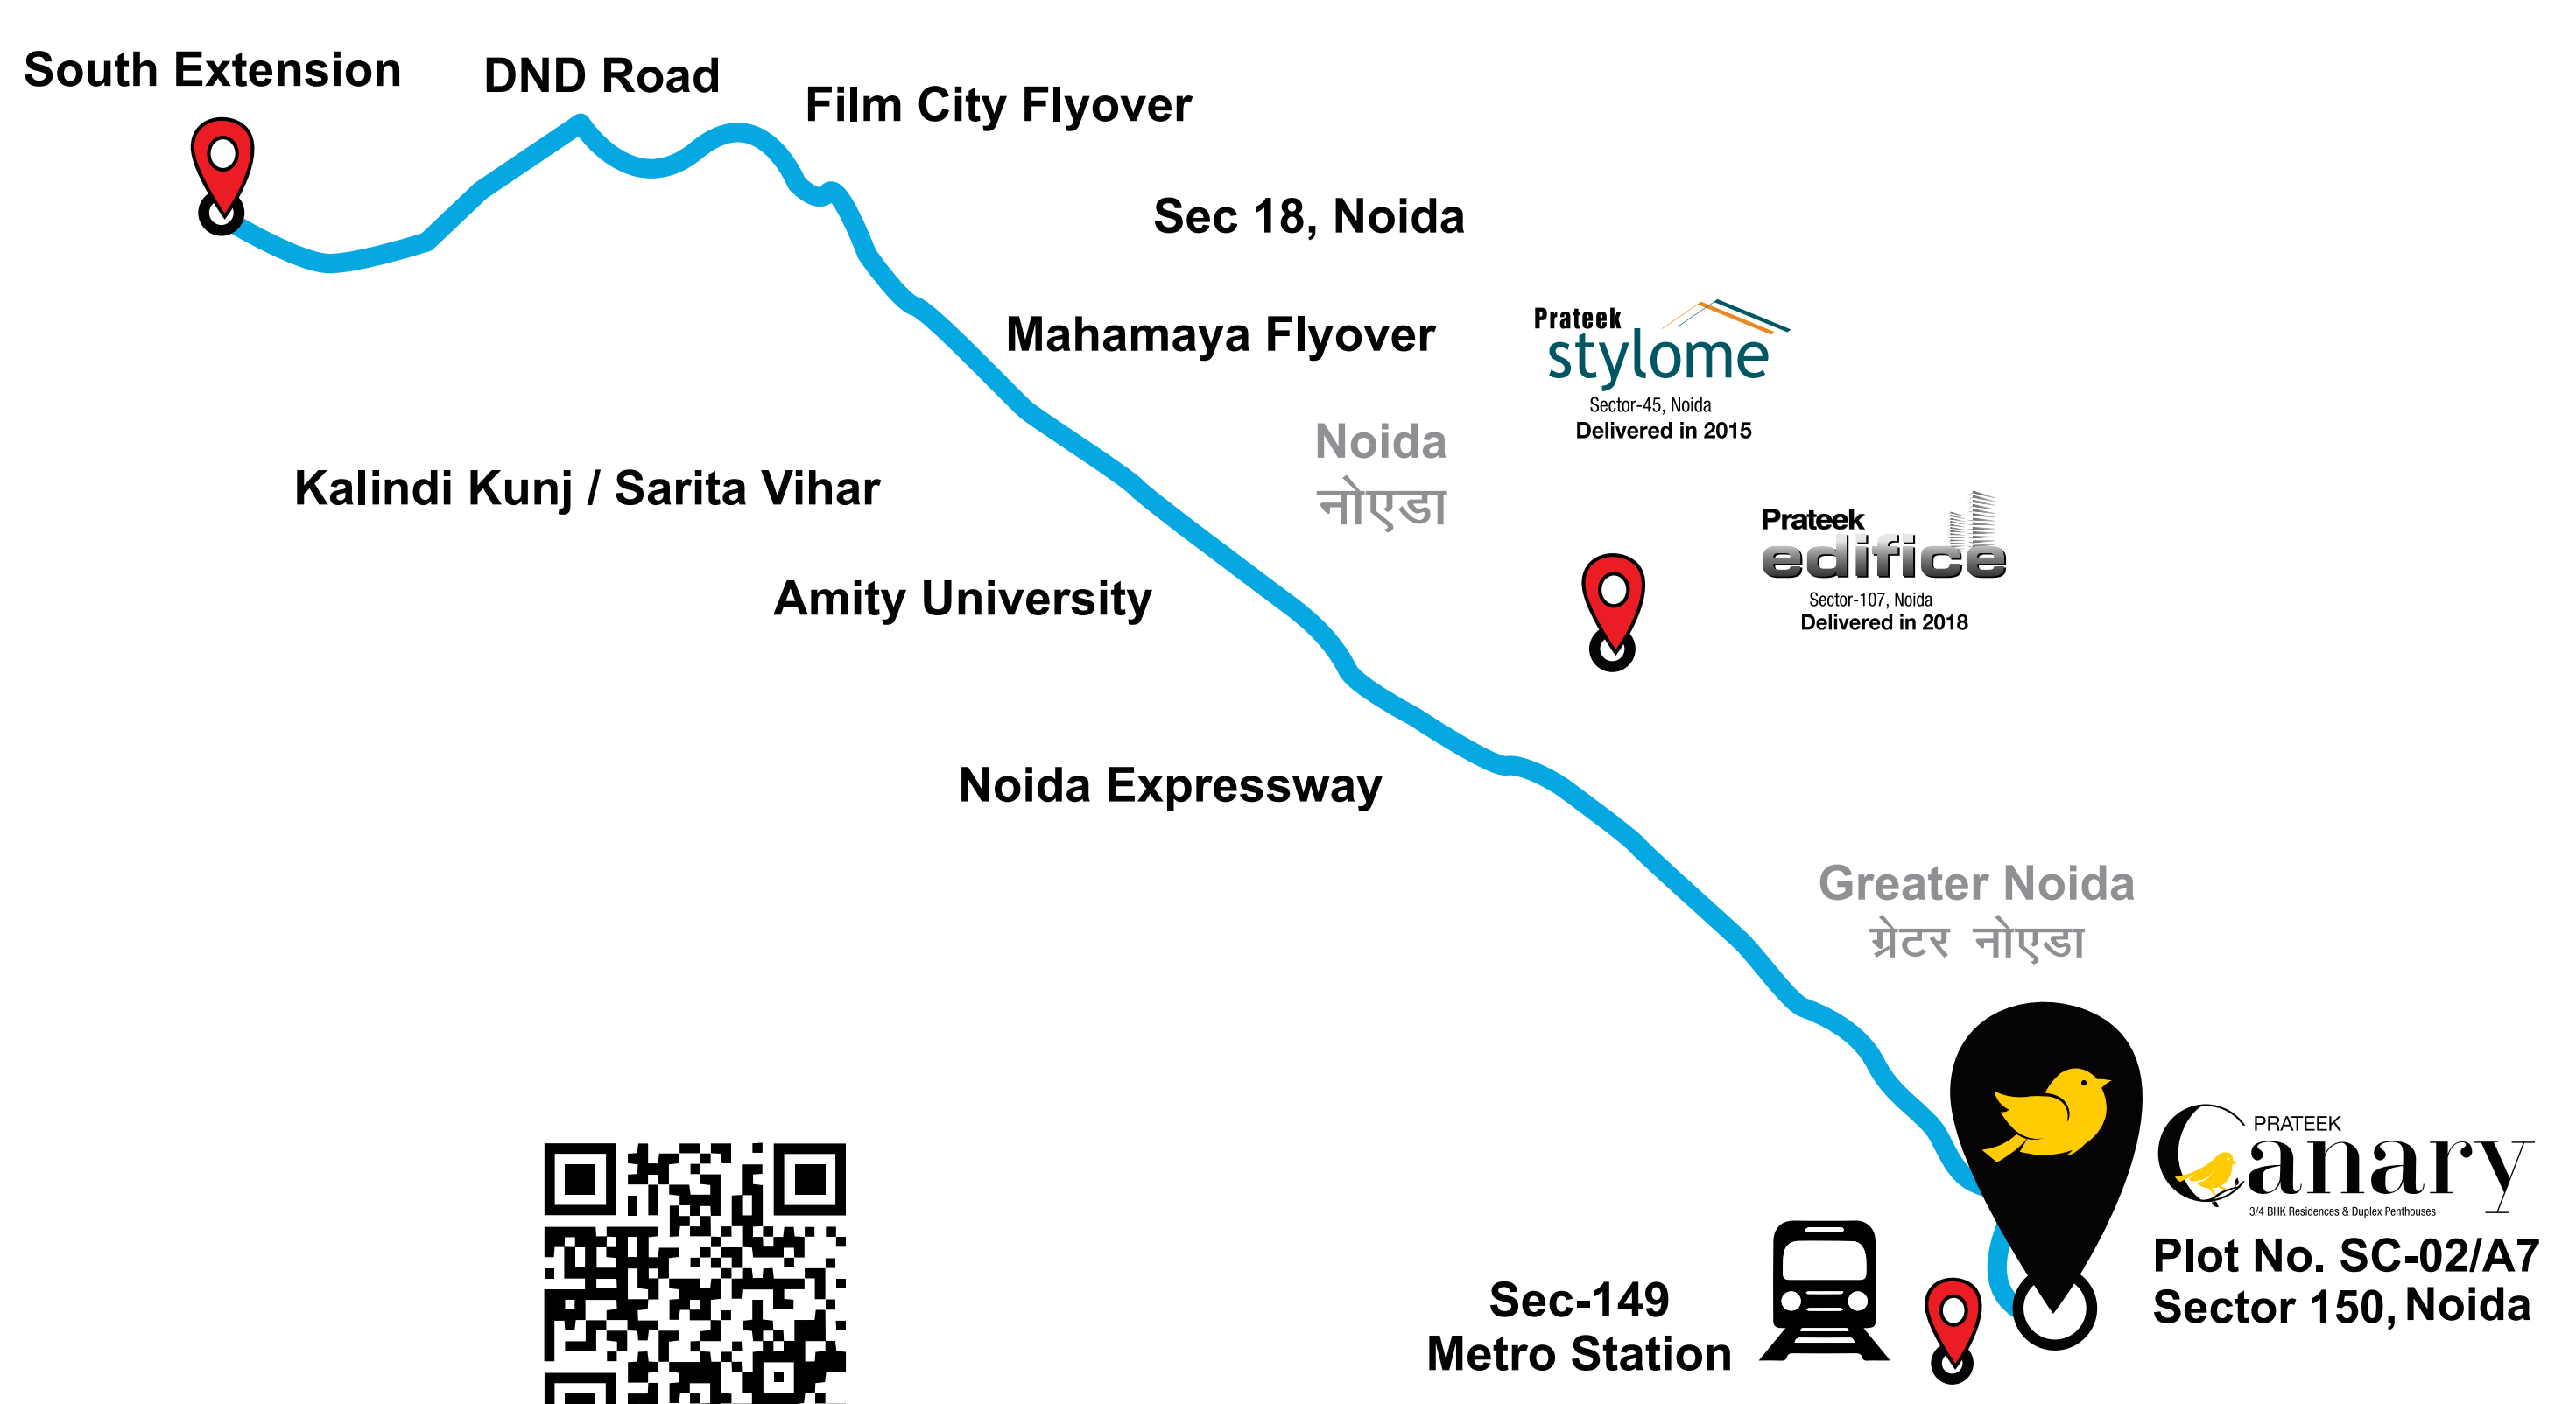 South Extension
DND Road
Film City Flyover
Sec 18, Noida
Mahamaya Flyover
Prateek
stylome
Sector-45, Noida
Delivered in 2015
Noida
नोएडा
Kalindi Kunj / Sarita Vihar
Prateek
edifice
Sector-107, Noida
Delivered in 2018
Amity University
Noida Expressway
Greater Noida
ग्रेटर नोएडा
PRATEEK
Canary
3/4 BHK Residences & Duplex Penthouses
Plot No. SC-02/A7
Sector 150, Noida
Sec-149
Metro Station